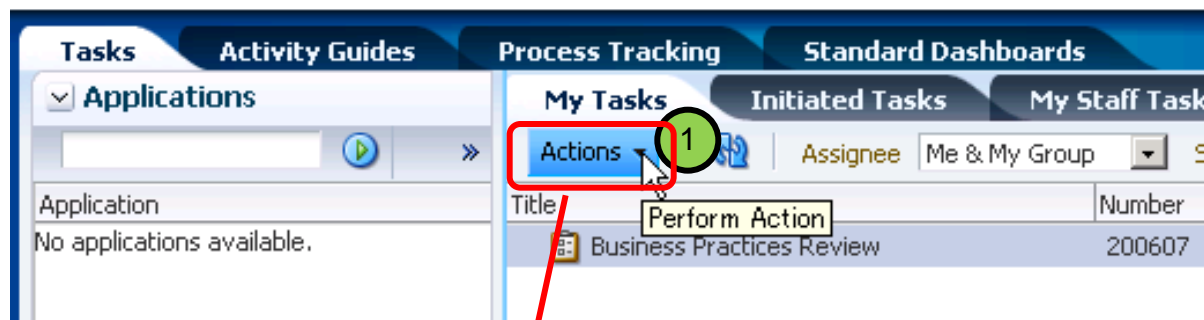 Tasks Activity Guides Process Tracking Standard Dashboards
Applications My Tasks Initiated Tasks My Staff Task
Actions 1 Assignee Me & My Group
Application Title Number
Perform Action
No applications available. Business Practices Review 200607